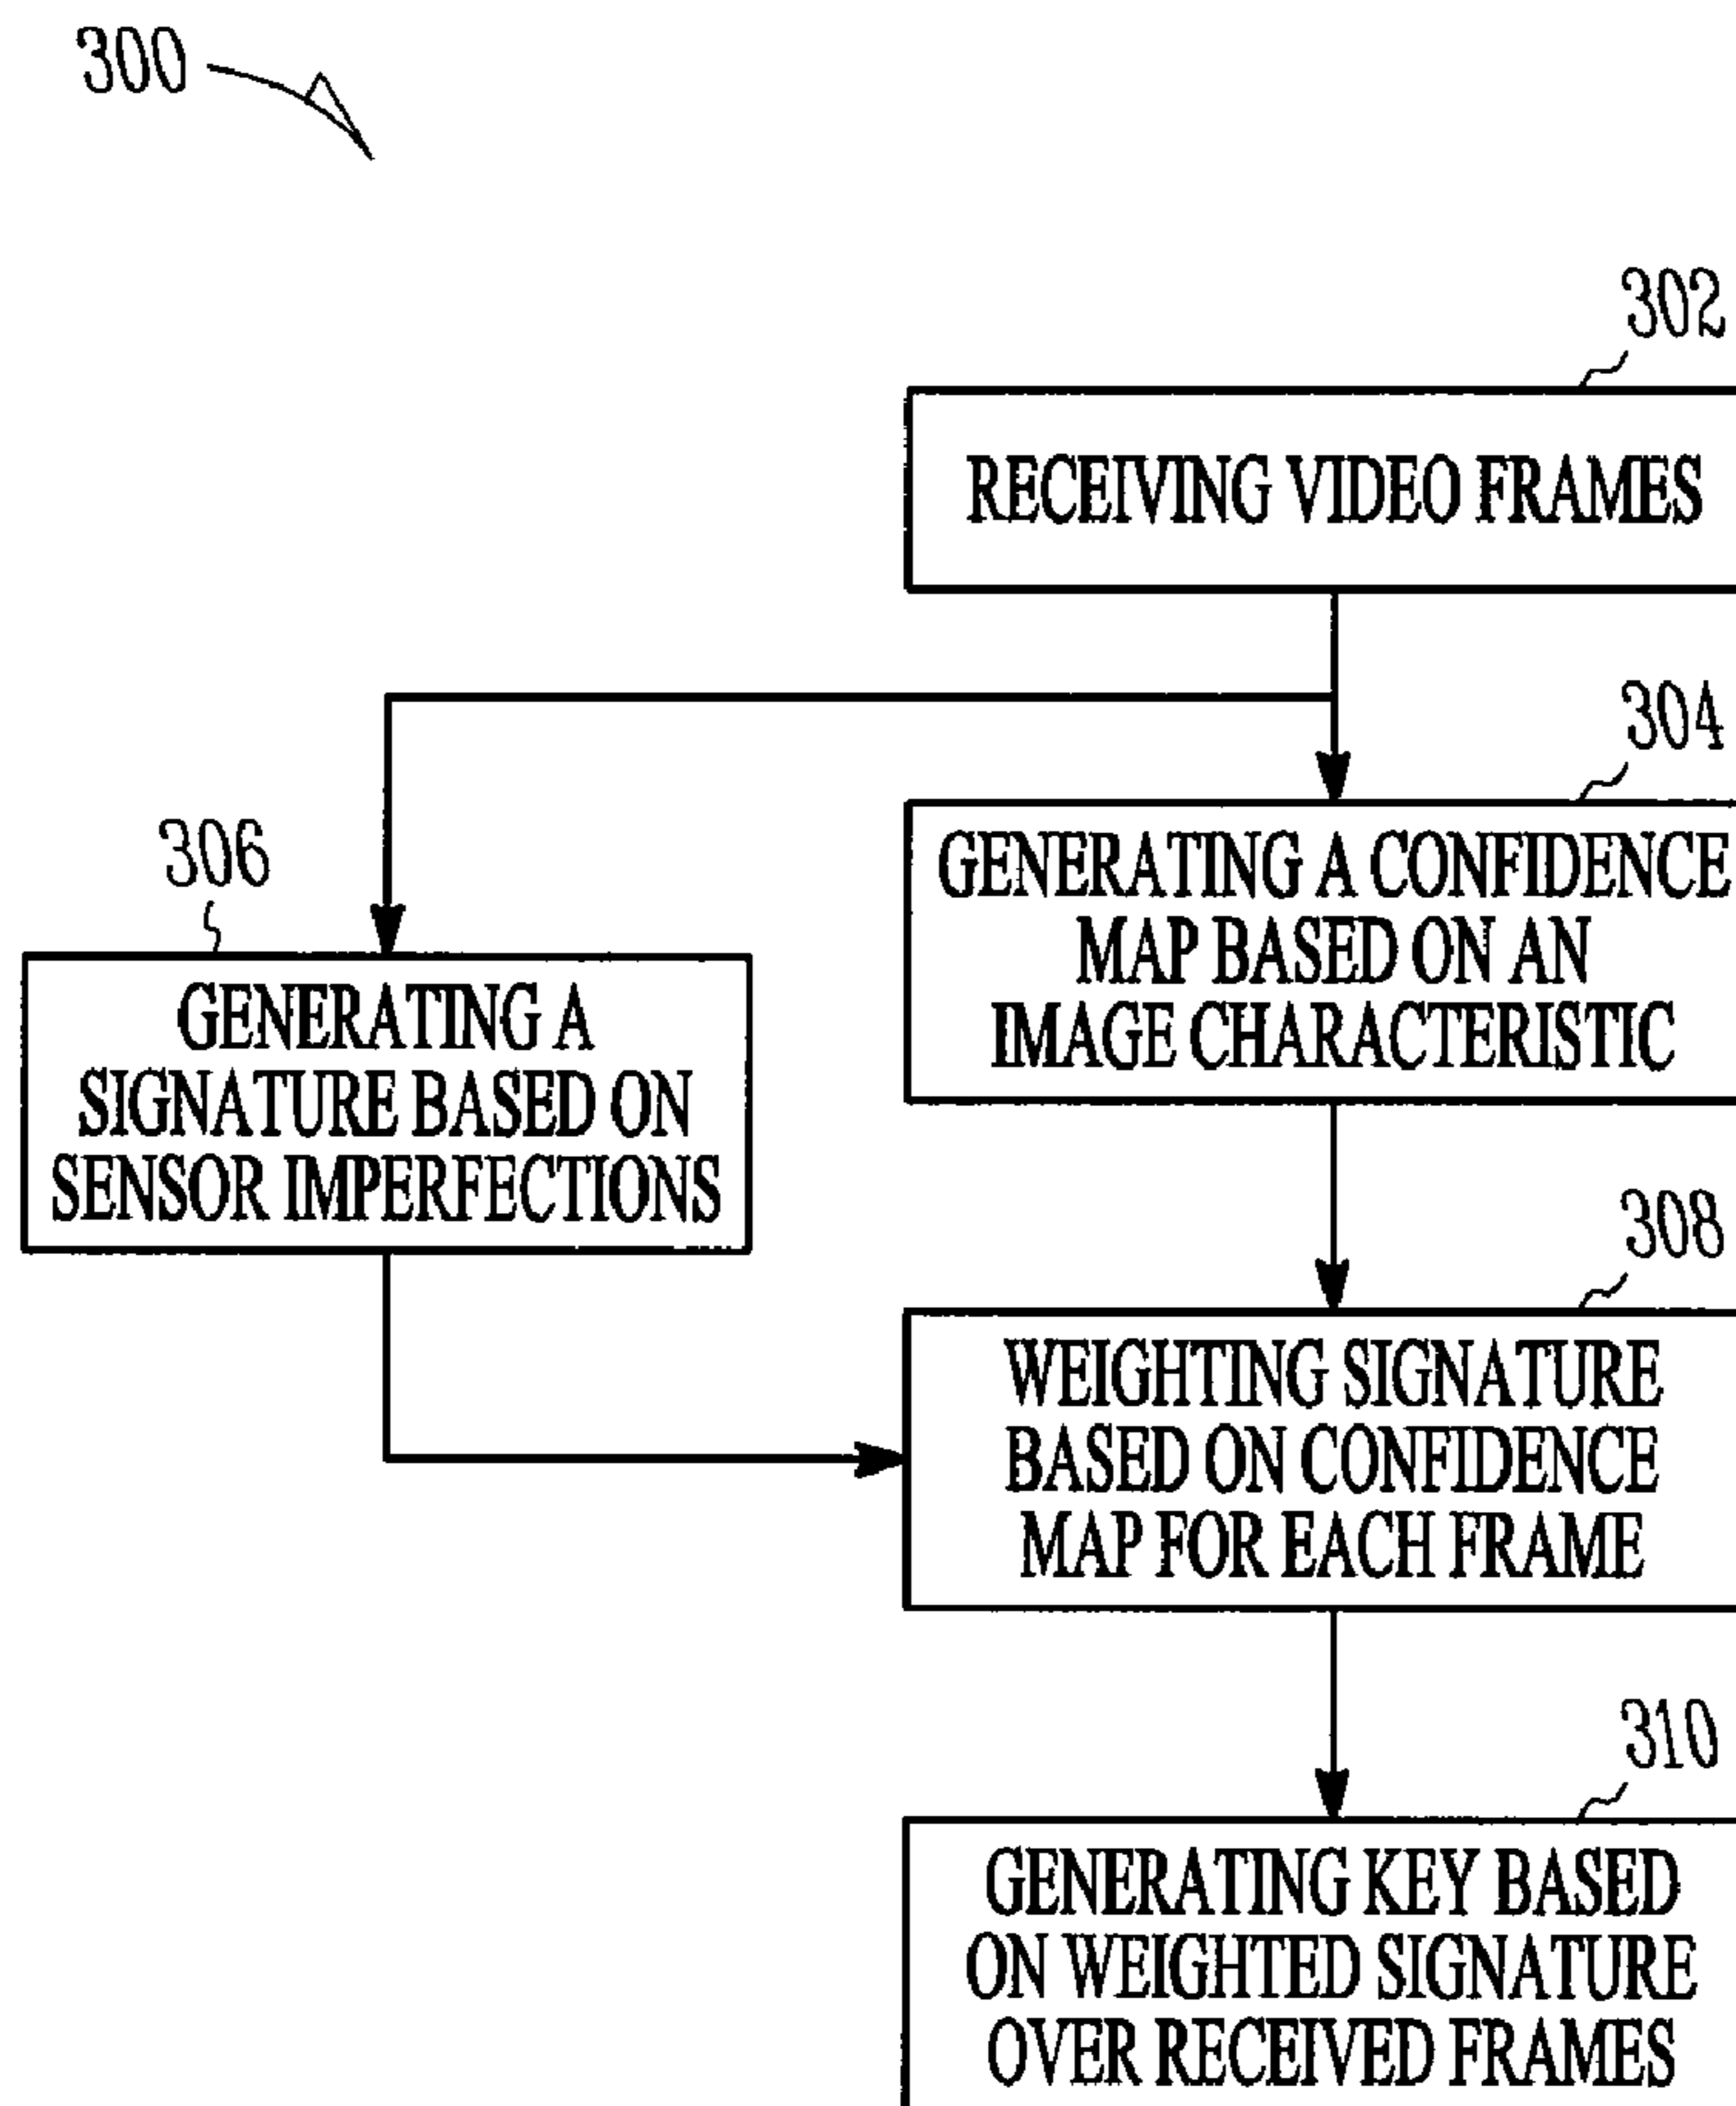 300
302
RECEIVING VIDEO FRAMES
304
GENERATING A CONFIDENCE
MAP BASED ON AN
IMAGE CHARACTERISTIC
306
GENERATING A
SIGNATURE BASED ON
SENSOR IMPERFECTIONS
308
WEIGHTING SIGNATURE
BASED ON CONFIDENCE
MAP FOR EACH FRAME
310
GENERATING KEY BASED
ON WEIGHTED SIGNATURE
OVER RECEIVED FRAMES